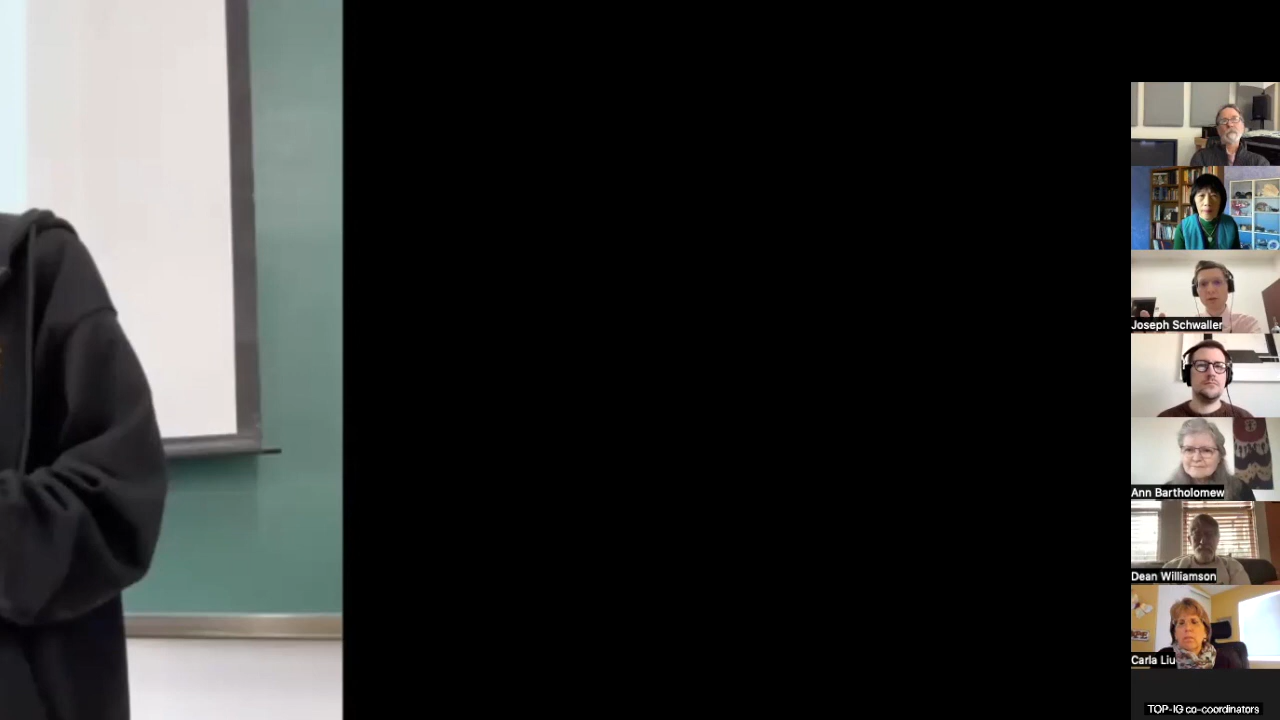 Joseph Schwaller
Ann Bartholomew
Dean Williamson
Carla Liu
TOP-IG co-coordinators